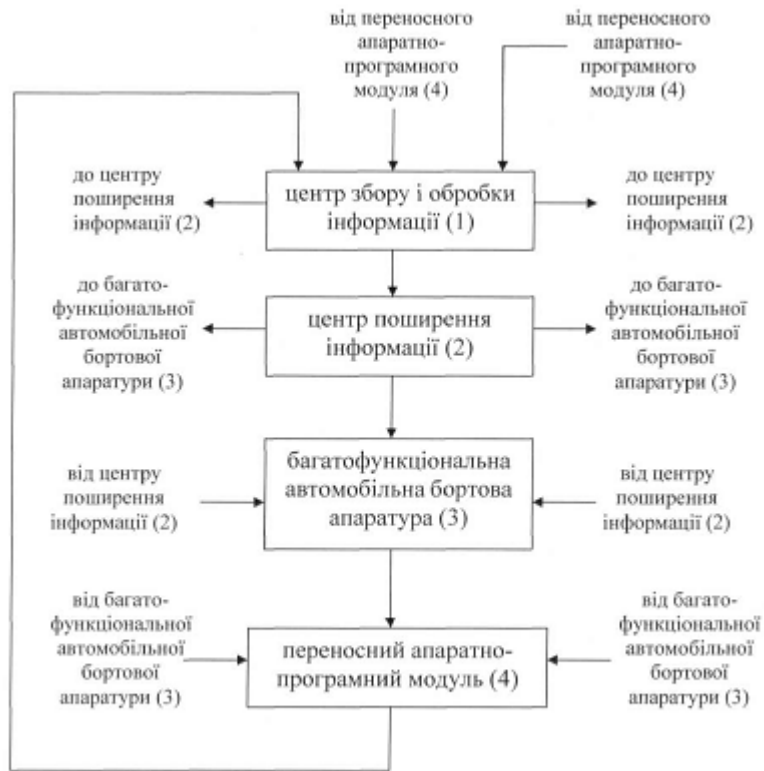 від переносного
апаратно-
програмного
модуля (4)
від переносного
апаратно-
програмного
модуля (4)
до центру
поширення
інформації (2)
центр збору і обробки
інформації (1)
до центру
поширення
інформації (2)
до багато-
функціональної
автомобільної
бортової
апаратури (3)
центр поширення
інформації (2)
до багато-
функціональної
автомобільної
бортової
апаратури (3)
від центру
поширення
інформації (2)
багатофункціональна
автомобільна бортова
апаратура (3)
від центру
поширення
інформації (2)
від багато-
функціональної
автомобільної
бортової
апаратури (3)
переносний апаратно-
програмний модуль (4)
від багато-
функціональної
автомобільної
бортової
апаратури (3)